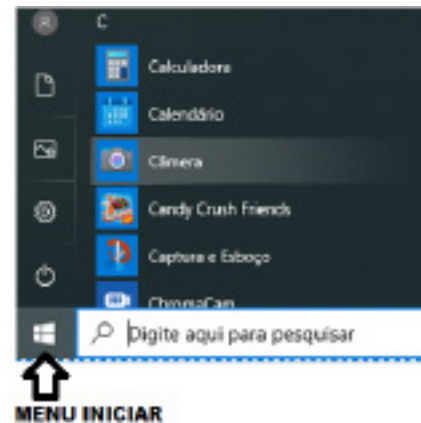 C
Calculadora
Calendário
Câmera
Candy Crush Friends
Captura e Esboço
ChromaCam
Digite aqui para pesquisar
MENU INICIAR